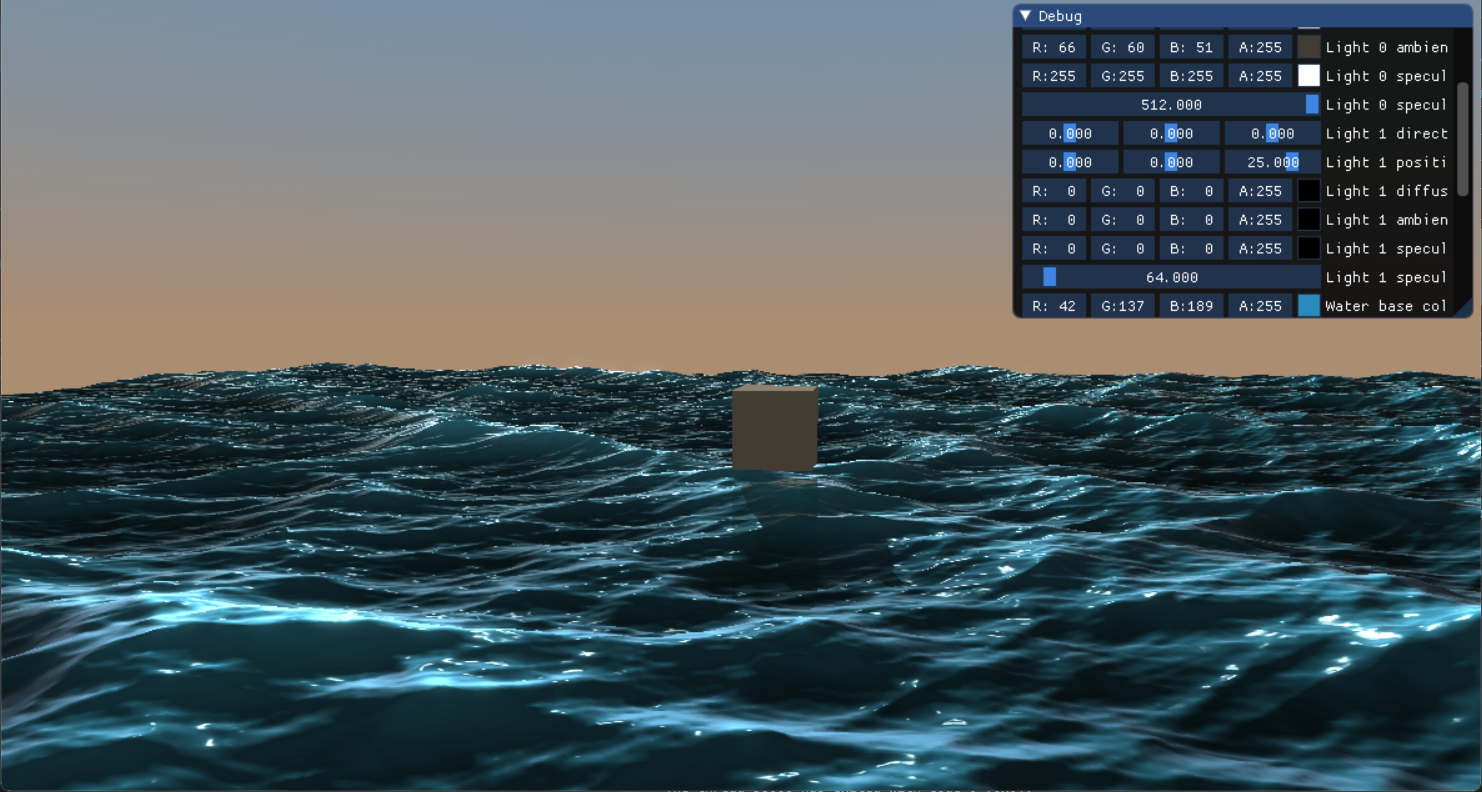 Debug
R: 66 G: 60 B: 51 A:255 Light 0 ambien
R:255 G:255 B:255 A:255 Light 0 specul
512.000 Light 0 specul
0.000 0.000 0.000 Light 1 direct
0.000 0.000 25.000 Light 1 positi
R: 0 G: 0 B: 0 A:255 Light 1 diffus
R: 0 G: 0 B: 0 A:255 Light 1 ambien
R: 0 G: 0 B: 0 A:255 Light 1 specul
64.000 Light 1 specul
R: 42 G:137 B:189 A:255 Water base col